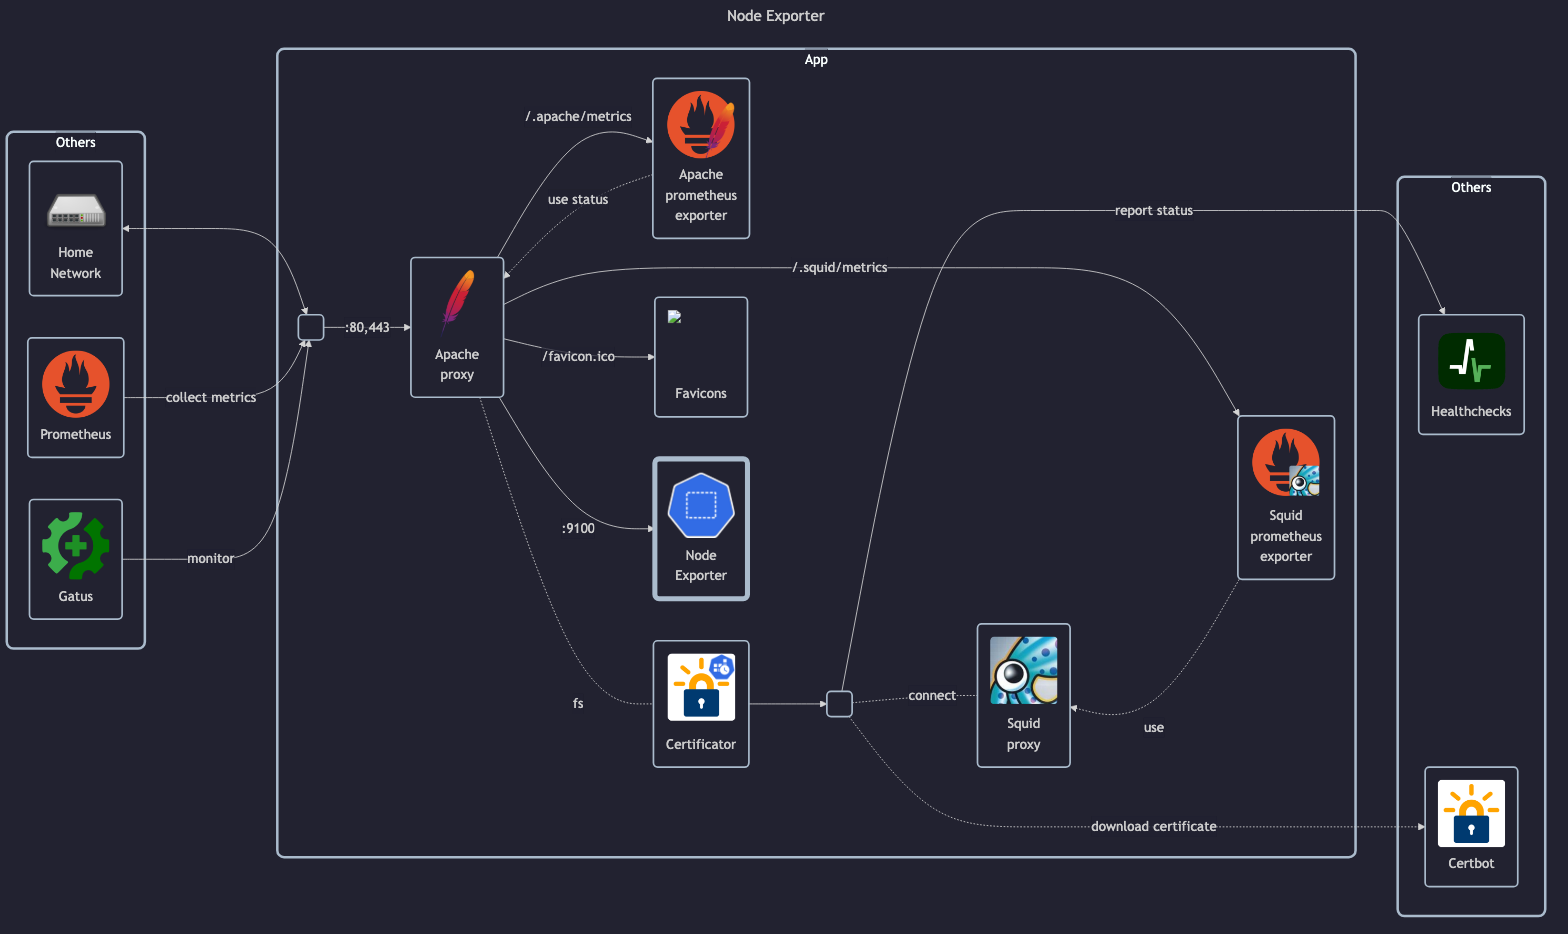 Node Exporter
App
Others
Home
Network
Prometheus
collect metrics
Gatus
monitor
:80,443
Apache
proxy
/.apache/metrics
use status
Apache
prometheus
exporter
/.squid/metrics
/favicon.ico
Favicons
:9100
Node
Exporter
fs
Certificator
report status
connect
Squid
proxy
use
Squid
prometheus
exporter
download certificate
Others
Healthchecks
Certbot